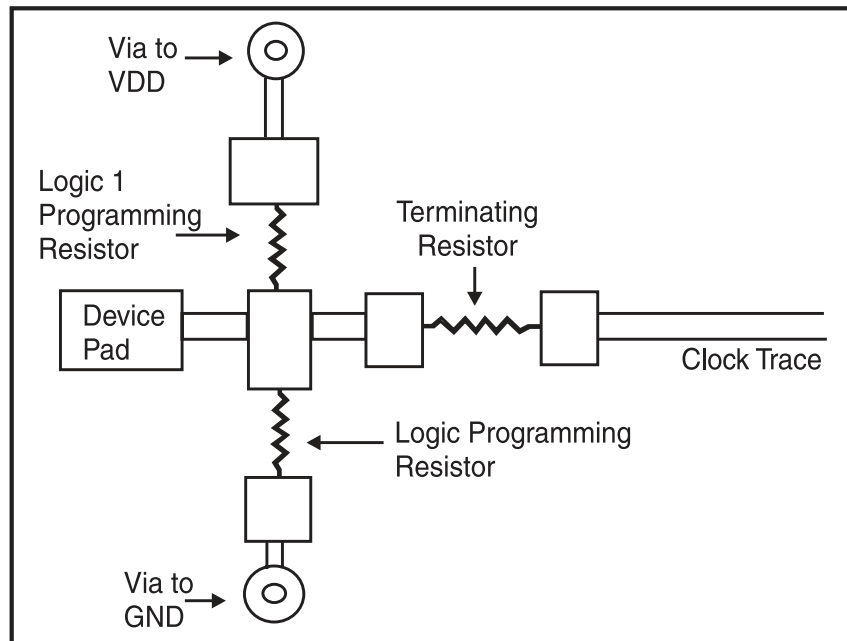 Via to
VDD
Logic 1
Programming
Resistor
Terminating
Resistor
Device
Pad
Clock Trace
Logic Programming
Resistor
Via to
GND